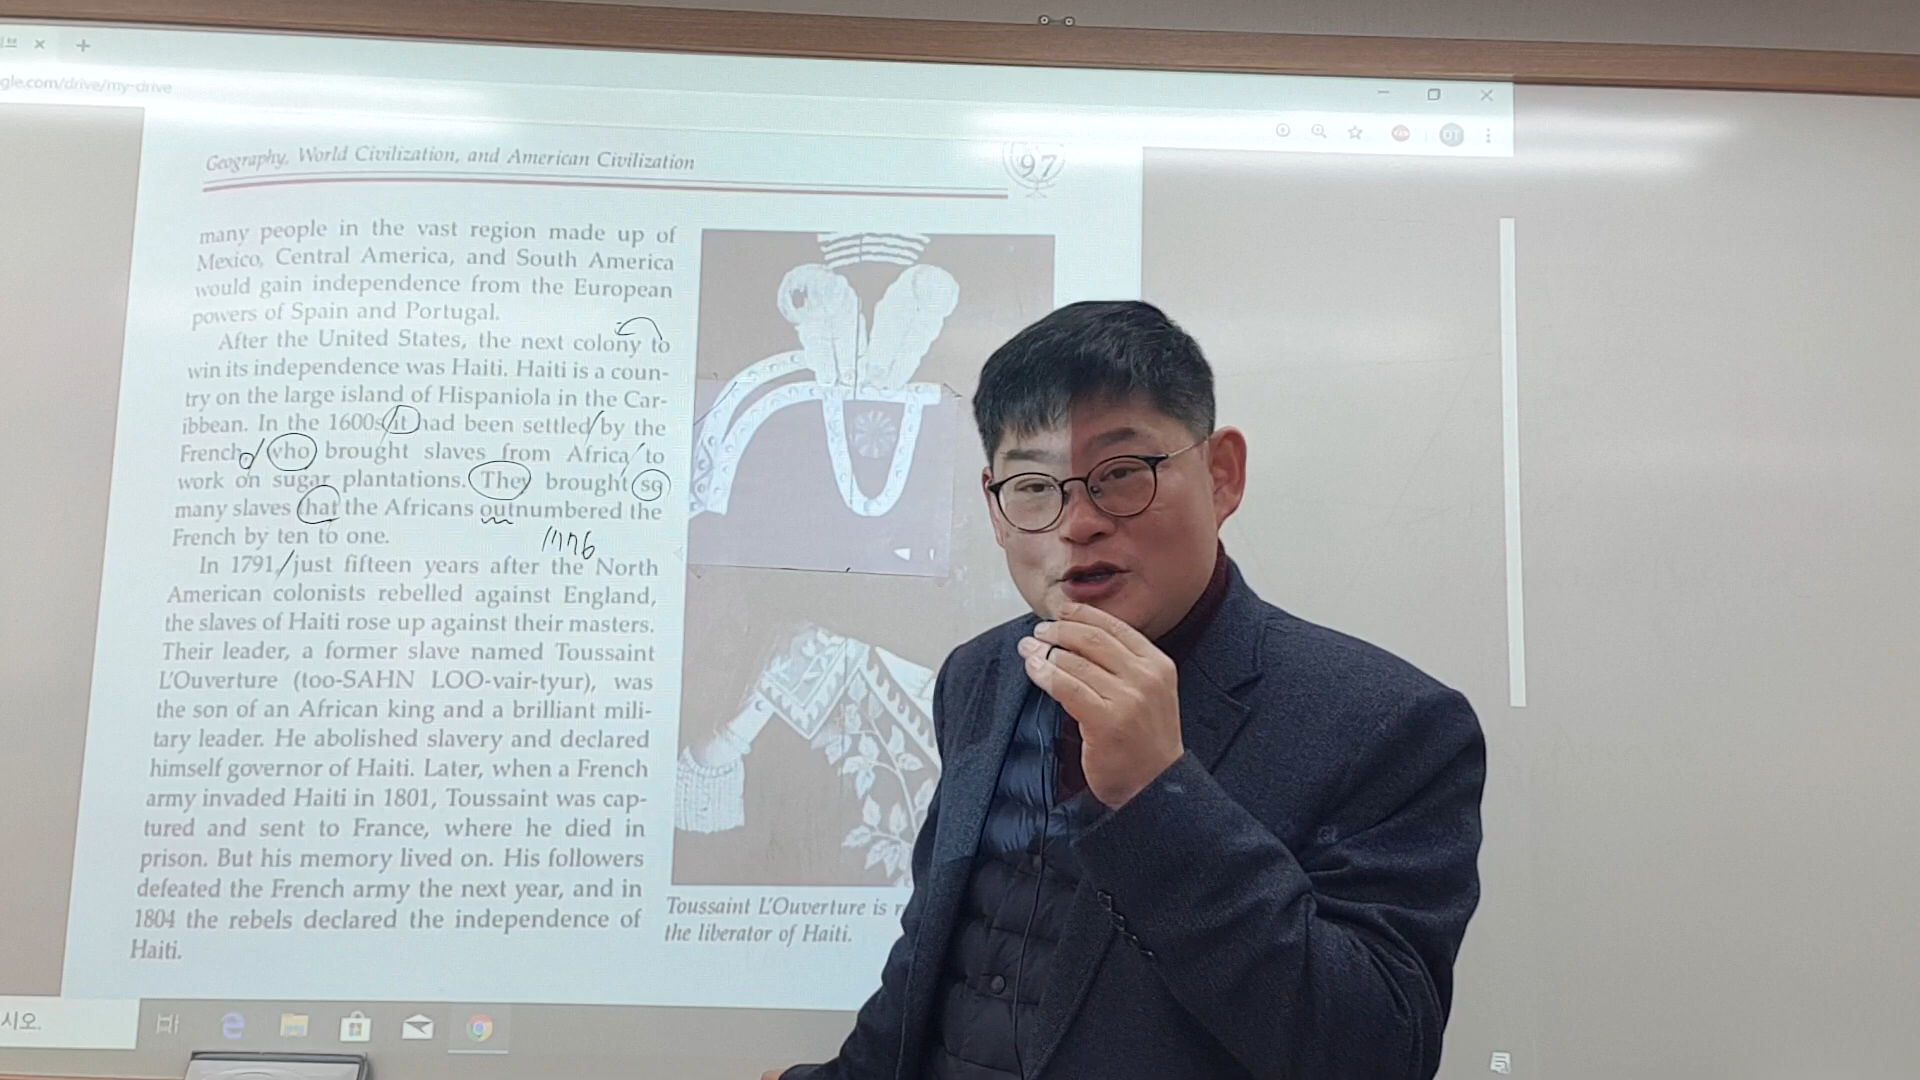 gle.com/drive/my-drive
Geography, World Civilization, and American Civilization
97
many people in the vast region made up of
Mexico, Central America, and South America
would gain independence from the European
powers of Spain and Portugal.
After the United States, the next colony to
win its independence was Haiti. Haiti is a coun-
try on the large island of Hispaniola in the Car-
ibbean. In the 1600s it had been settled by the
French, who brought slaves from Africa to
work on sugar plantations. They brought so
many slaves that the Africans outnumbered the
French by ten to one.
1776
In 1791, just fifteen years after the North
American colonists rebelled against England,
the slaves of Haiti rose up against their masters.
Their leader, a former slave named Toussaint
L'Ouverture (too-SAHN LOO-vair-tyur), was
the son of an African king and a brilliant mili-
tary leader. He abolished slavery and declared
himself governor of Haiti. Later, when a French
army invaded Haiti in 1801, Toussaint was cap-
tured and sent to France, where he died in
prison. But his memory lived on. His followers
defeated the French army the next year, and in
1804 the rebels declared the independence of
Haiti.
Toussaint L'Ouverture is
the liberator of Haiti.
시오.